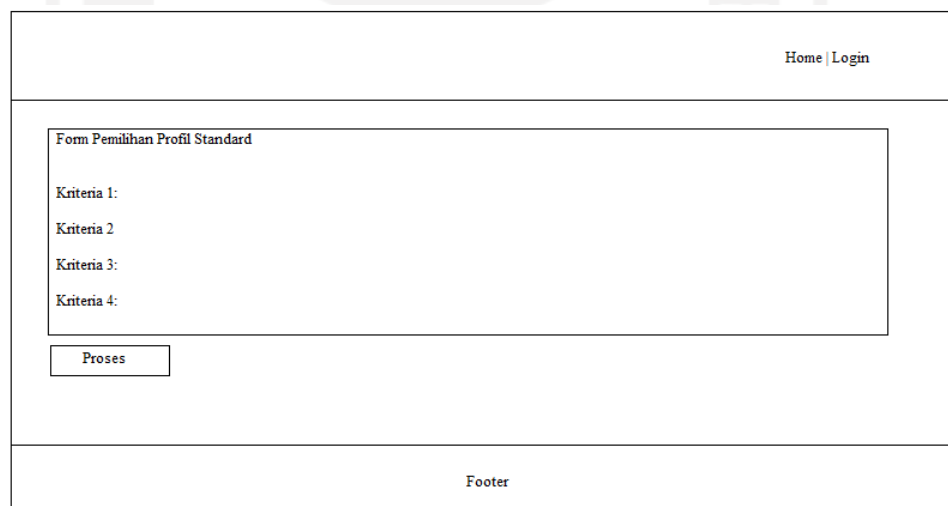 Home | Login
Form Pemilihan Profil Standard
Kriteria 1:
Kriteria 2
Kriteria 3:
Kriteria 4:
Proses
Footer